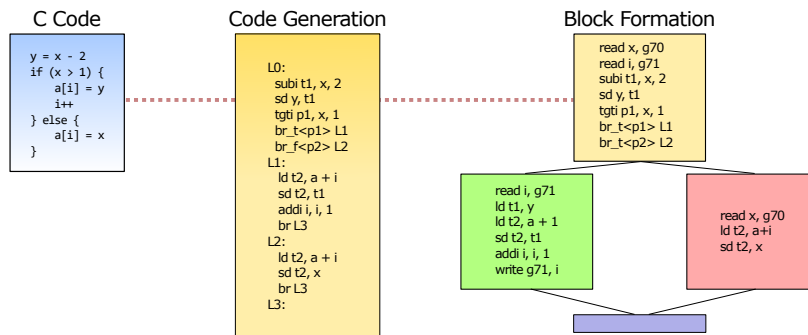 C Code
y = x - 2
if (x > 1) {
a[i] = y
i++
} else {
a[i] = x
}
Code Generation
L0:
subi t1, x, 2
sd y, t1
tgti p1, x, 1
br_t<p1> L1
br_f<p2> L2
L1:
ld t2, a + i
sd t2, t1
addi i, i, 1
br L3
L2:
ld t2, a + i
sd t2, x
br L3
L3:
Block Formation
read x, g70
read i, g71
subi t1, x, 2
sd y, t1
tgti p1, x, 1
br_t<p1> L1
br_t<p2> L2
read i, g71
ld t1, y
ld t2, a + 1
sd t2, t1
addi i, i, 1
write g71, i
read x, g70
ld t2, a+i
sd t2, x